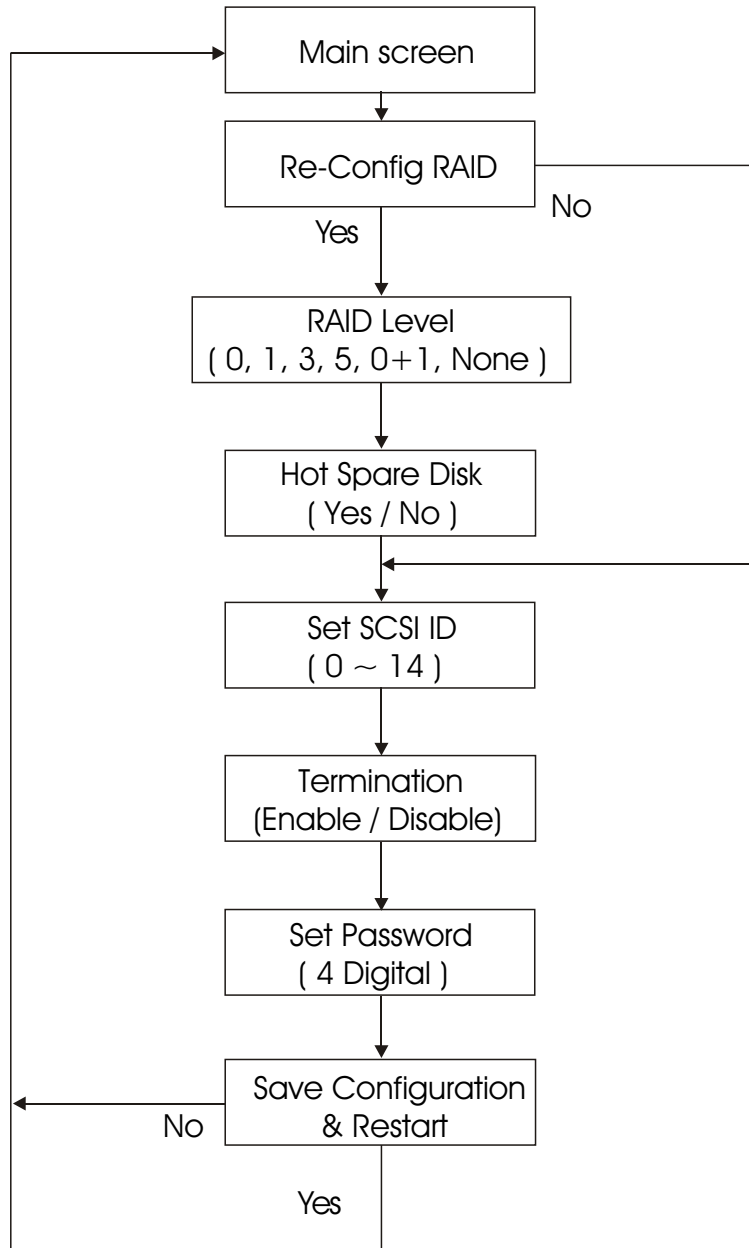 Main screen
Re-Config RAID
No
Yes
RAID Level
( 0, 1, 3, 5, 0+1, None )
Hot Spare Disk
( Yes / No )
Set SCSI ID
( 0 ~ 14 )
Termination
(Enable / Disable)
Set Password
( 4 Digital )
Save Configuration
& Restart
No
Yes